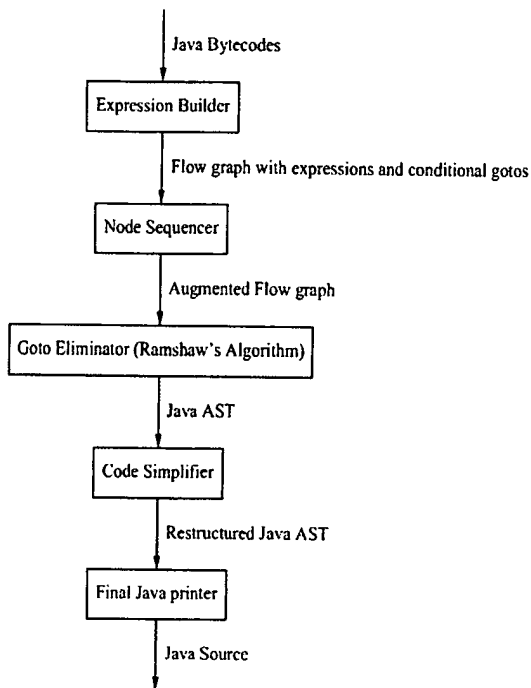 Java Bytecodes
Expression Builder
Flow graph with expressions and conditional gotos
Node Sequencer
Augmented Flow graph
Goto Eliminator (Ramshaw's Algorithm)
Java AST
Code Simplifier
Restructured Java AST
Final Java printer
Java Source